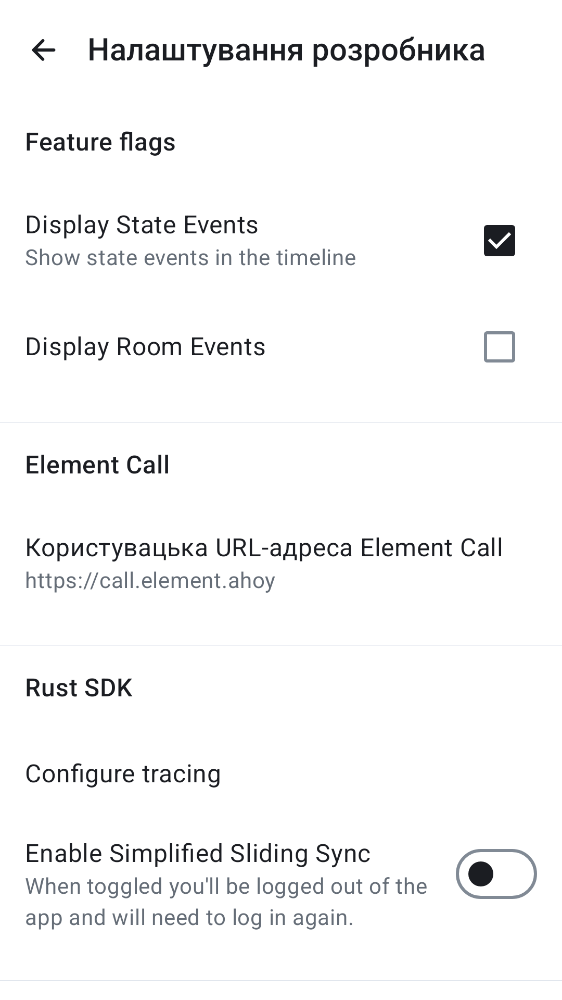 Налаштування розробника
Feature flags
Display State Events
Show state events in the timeline
Display Room Events
Element Call
Користувацька URL-адреса Element Call
https://call.element.ahoy
Rust SDK
Configure tracing
Enable Simplified Sliding Sync
When toggled you'll be logged out of the
app and will need to log in again.